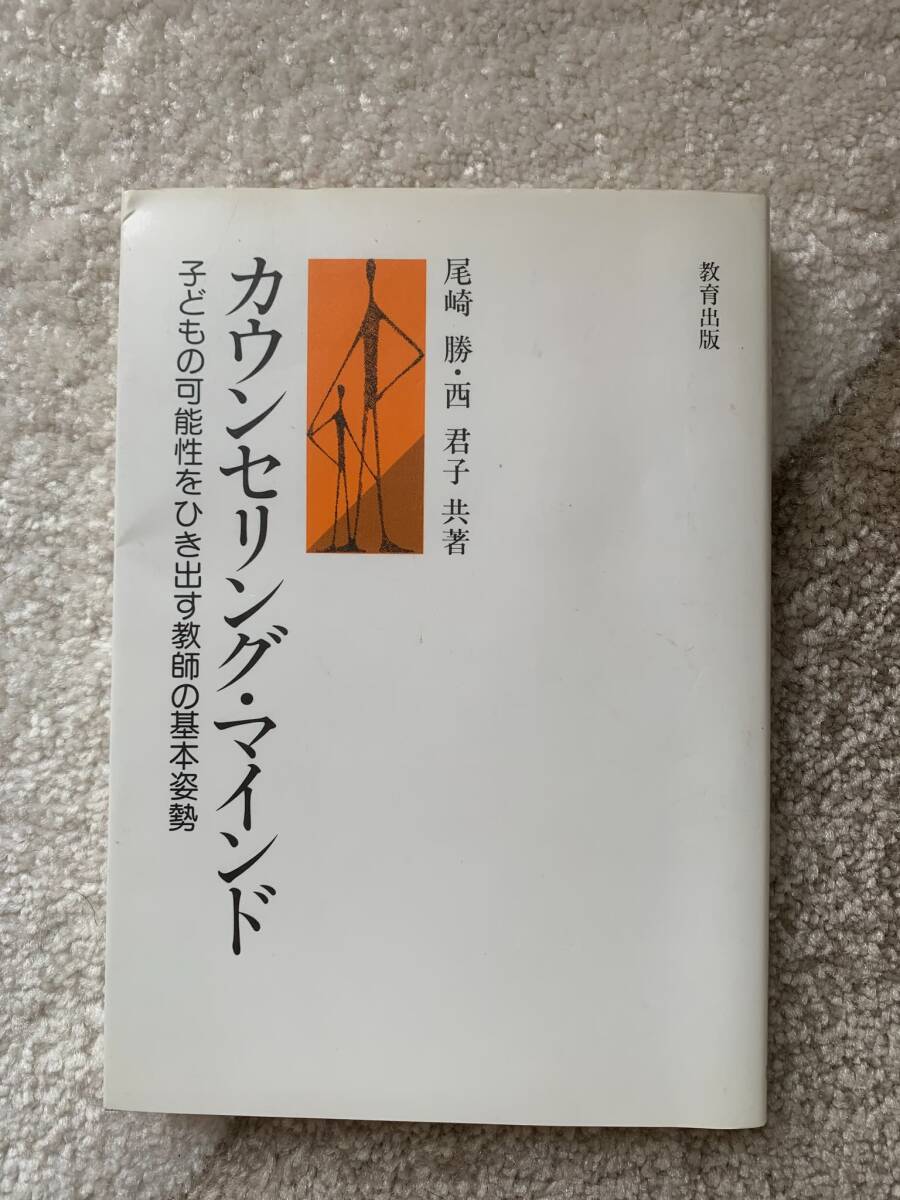 教育出版
尾崎 勝・西 君子 共著
カウンセリング・マインド
子どもの可能性をひき出す教師の基本姿勢